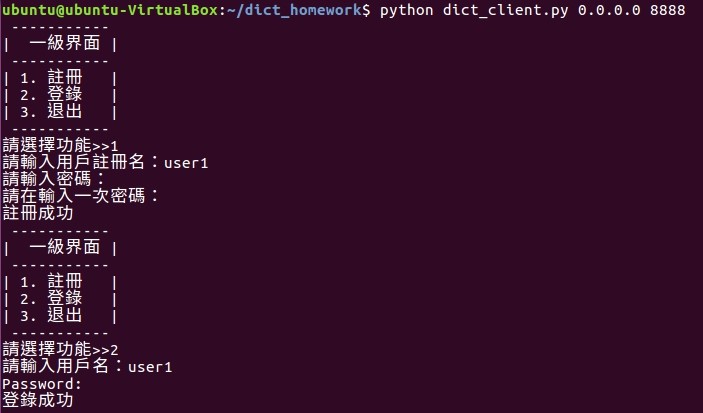 ubuntu@ubuntu-VirtualBox:~/dict_homework$ python dict_client.py 0.0.0.0 8888
-----------
|  一級界面 |
-----------
| 1. 註冊   |
| 2. 登錄   |
| 3. 退出   |
-----------
請選擇功能>>1
請輸入用戶註冊名：user1
請輸入密碼：
請在輸入一次密碼：
註冊成功
-----------
|  一級界面 |
-----------
| 1. 註冊   |
| 2. 登錄   |
| 3. 退出   |
-----------
請選擇功能>>2
請輸入用戶名：user1
Password:
登錄成功